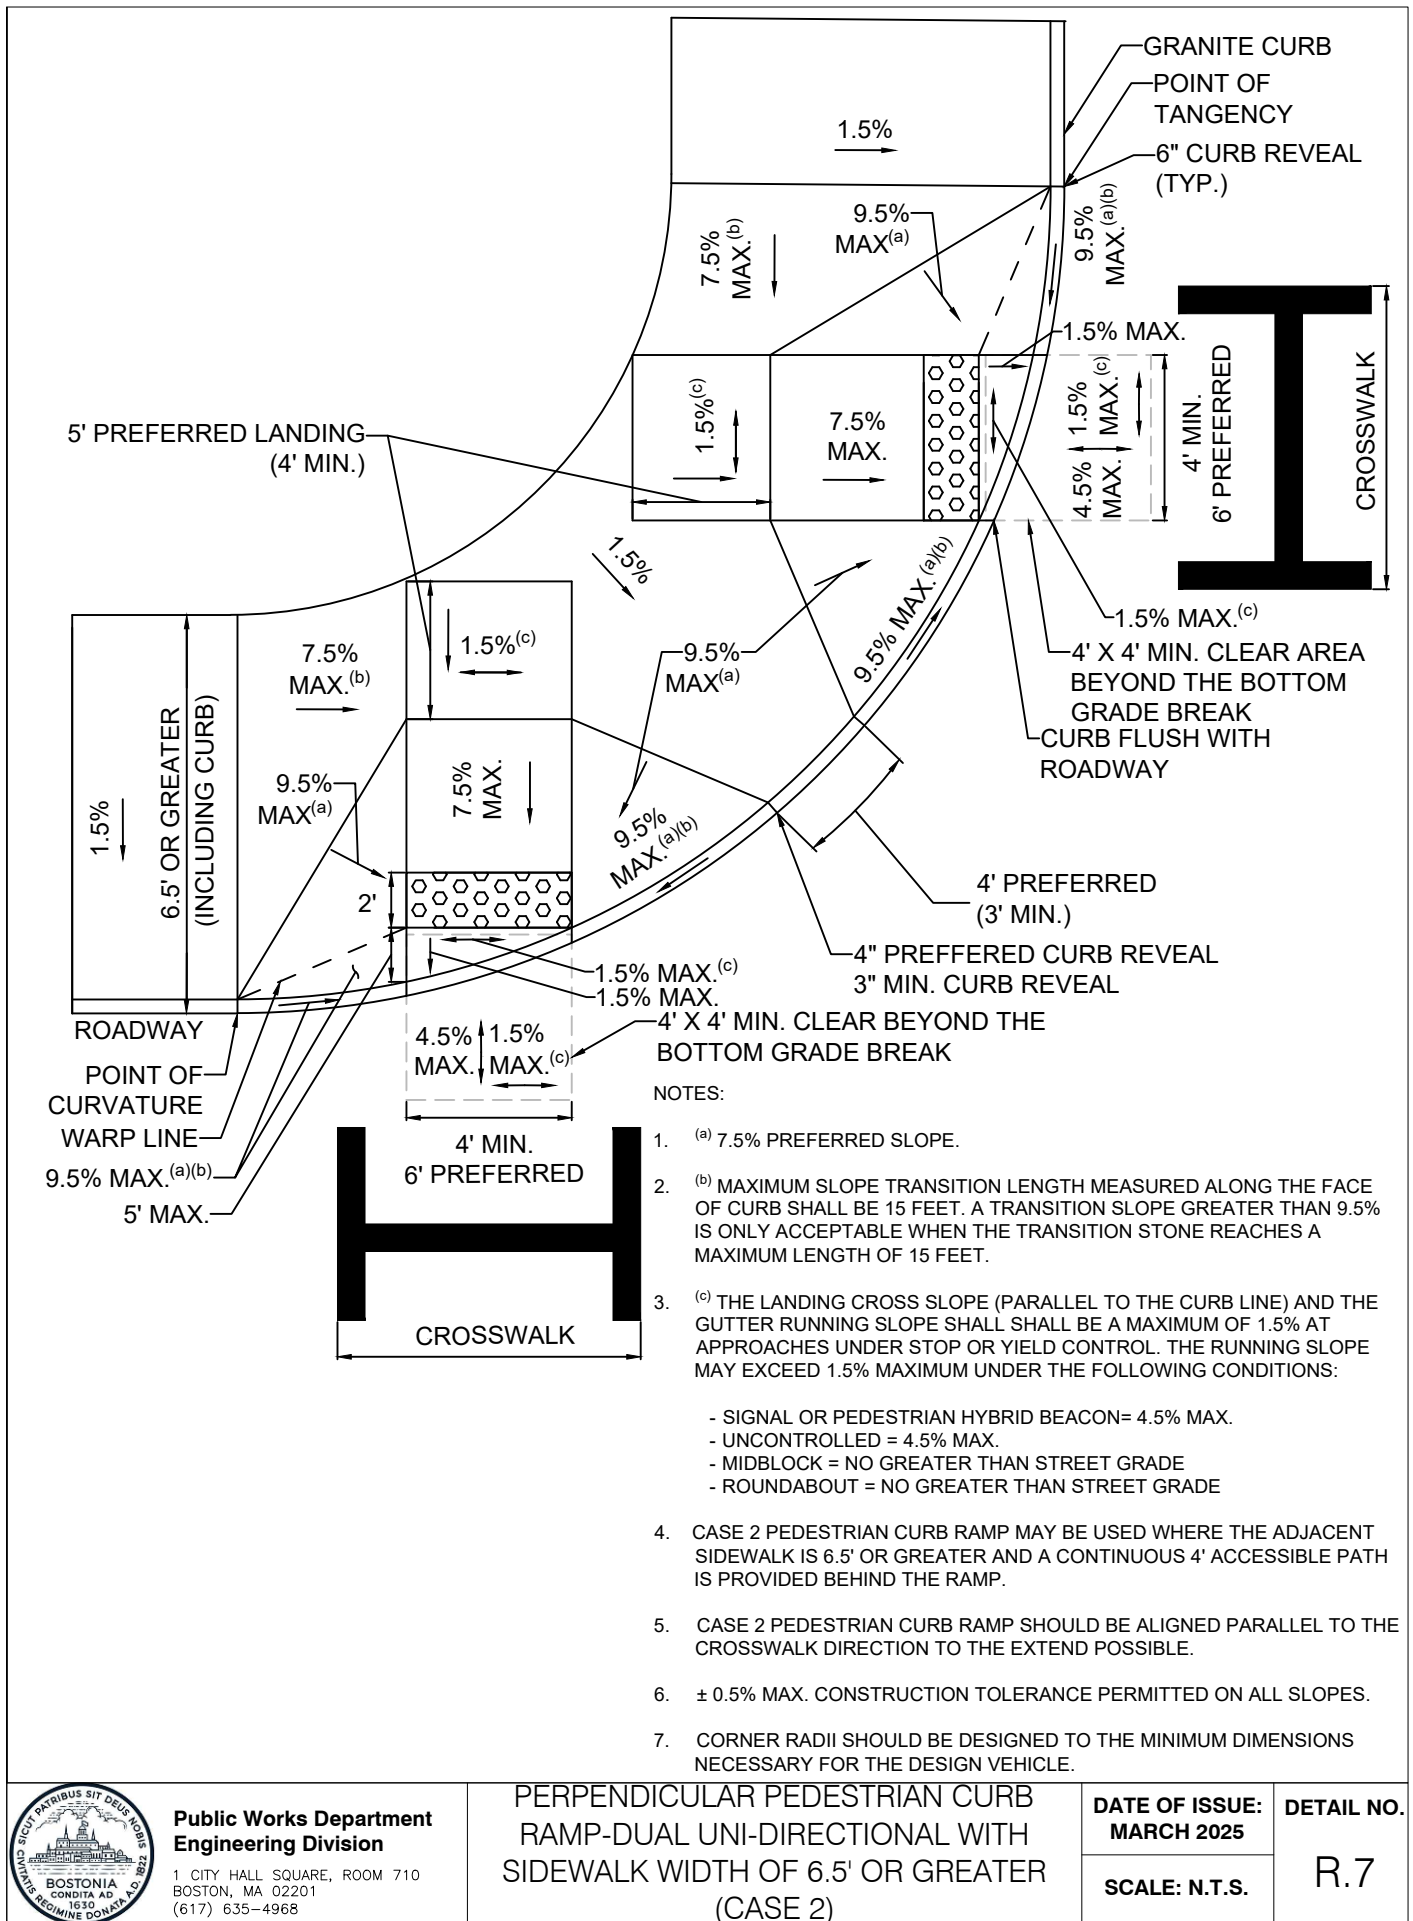 GRANITE CURB
POINT OF
TANGENCY
6" CURB REVEAL
(TYP.)
1.5%
7.5%
MAX.(b)
9.5%
MAX(a)
9.5%
MAX.(a)(b)
1.5% MAX.
5' PREFERRED LANDING
(4' MIN.)
1.5%(c)
7.5%
MAX.
1.5%
MAX.(c)
4.5%
MAX.
4' MIN.
6' PREFERRED
CROSSWALK
1.5%
9.5% MAX.(a)(b)
1.5% MAX.(c)
4' X 4' MIN. CLEAR AREA
BEYOND THE BOTTOM
GRADE BREAK
CURB FLUSH WITH
ROADWAY
7.5%
MAX.(b)
1.5%(c)
9.5%
MAX(a)
1.5%
6.5' OR GREATER
(INCLUDING CURB)
9.5%
MAX(a)
7.5%
MAX.
9.5%
MAX.(a)(b)
2'
4' PREFERRED
(3' MIN.)
4" PREFFERED CURB REVEAL
3" MIN. CURB REVEAL
1.5% MAX.(c)
1.5% MAX.
4' X 4' MIN. CLEAR BEYOND THE
BOTTOM GRADE BREAK
ROADWAY
4.5%
MAX.
1.5%
MAX.(c)
POINT OF
CURVATURE
WARP LINE
9.5% MAX.(a)(b)
5' MAX.
4' MIN.
6' PREFERRED
CROSSWALK
NOTES:
1. (a) 7.5% PREFERRED SLOPE.
2. (b) MAXIMUM SLOPE TRANSITION LENGTH MEASURED ALONG THE FACE
OF CURB SHALL BE 15 FEET. A TRANSITION SLOPE GREATER THAN 9.5%
IS ONLY ACCEPTABLE WHEN THE TRANSITION STONE REACHES A
MAXIMUM LENGTH OF 15 FEET.
3. (c) THE LANDING CROSS SLOPE (PARALLEL TO THE CURB LINE) AND THE
GUTTER RUNNING SLOPE SHALL SHALL BE A MAXIMUM OF 1.5% AT
APPROACHES UNDER STOP OR YIELD CONTROL. THE RUNNING SLOPE
MAY EXCEED 1.5% MAXIMUM UNDER THE FOLLOWING CONDITIONS:
- SIGNAL OR PEDESTRIAN HYBRID BEACON= 4.5% MAX.
- UNCONTROLLED = 4.5% MAX.
- MIDBLOCK = NO GREATER THAN STREET GRADE
- ROUNDABOUT = NO GREATER THAN STREET GRADE
4. CASE 2 PEDESTRIAN CURB RAMP MAY BE USED WHERE THE ADJACENT
SIDEWALK IS 6.5' OR GREATER AND A CONTINUOUS 4' ACCESSIBLE PATH
IS PROVIDED BEHIND THE RAMP.
5. CASE 2 PEDESTRIAN CURB RAMP SHOULD BE ALIGNED PARALLEL TO THE
CROSSWALK DIRECTION TO THE EXTEND POSSIBLE.
6. ± 0.5% MAX. CONSTRUCTION TOLERANCE PERMITTED ON ALL SLOPES.
7. CORNER RADII SHOULD BE DESIGNED TO THE MINIMUM DIMENSIONS
NECESSARY FOR THE DESIGN VEHICLE.
SICUT PATRIBUS SIT DEUS NOBIS
CIVITATIS REGIMINE DONATA A.D. 1822
BOSTONIA
CONDITA AD
1630
Public Works Department
Engineering Division
1 CITY HALL SQUARE, ROOM 710
BOSTON, MA 02201
(617) 635-4968
PERPENDICULAR PEDESTRIAN CURB
RAMP-DUAL UNI-DIRECTIONAL WITH
SIDEWALK WIDTH OF 6.5' OR GREATER
(CASE 2)
DATE OF ISSUE:
MARCH 2025
SCALE: N.T.S.
DETAIL NO.
R.7